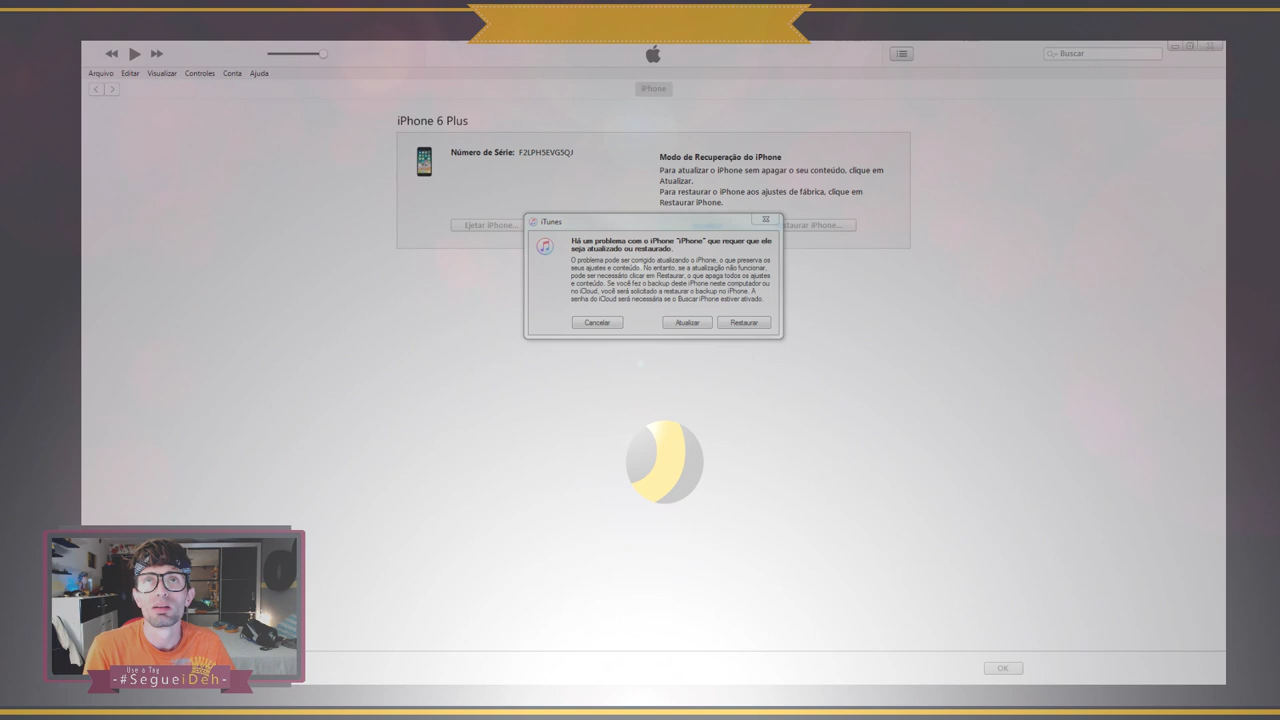 Buscar
Arquivo Editar Visualizar Controles Conta Ajuda
iPhone
iPhone 6 Plus
Número de Série: F2LPH5EVG5QJ
Modo de Recuperação do iPhone
Para atualizar o iPhone sem apagar o seu conteúdo, clique em
Atualizar.
Para restaurar o iPhone aos ajustes de fábrica, clique em
Restaurar iPhone.
Ejetar iPhone...
staurar iPhone...
iTunes
Há um problema com o iPhone "iPhone" que requer que ele
seja atualizado ou restaurado.
O problema pode ser corrigido atualizando o iPhone, o que preserva os
seus ajustes e conteúdo. No entanto, se a atualização não funcionar,
pode ser necessário clicar em Restaurar, o que apaga todos os ajustes
e conteúdo. Se você fez o backup deste iPhone neste computador ou
no iCloud, você será solicitado a restaurar o backup no iPhone. A
senha do iCloud será necessária se o Buscar iPhone estiver ativado.
Cancelar Atualizar Restaurar
Use a Tag
-#SegueiDeh-
OK